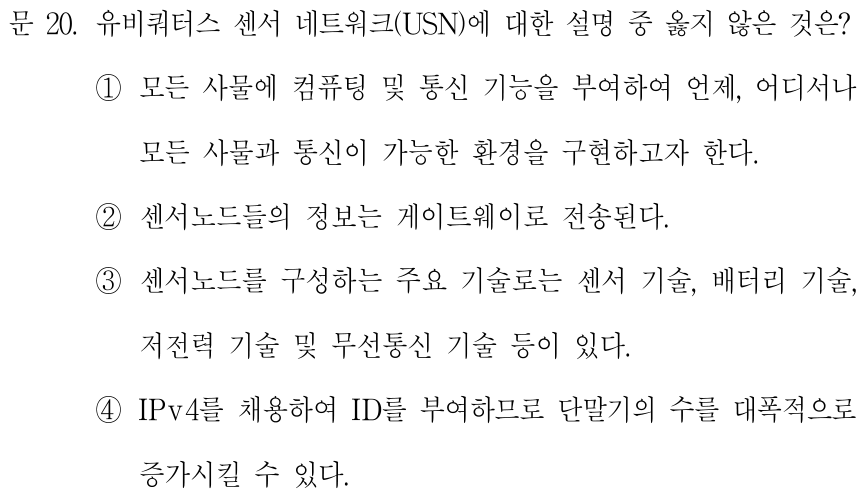 문 20. 유비쿼터스 센서 네트워크(USN)에 대한 설명 중 옳지 않은 것은?
① 모든 사물에 컴퓨팅 및 통신 기능을 부여하여 언제, 어디서나
모든 사물과 통신이 가능한 환경을 구현하고자 한다.
② 센서노드들의 정보는 게이트웨이로 전송된다.
③ 센서노드를 구성하는 주요 기술로는 센서 기술, 배터리 기술,
저전력 기술 및 무선통신 기술 등이 있다.
④ IPv4를 채용하여 ID를 부여하므로 단말기의 수를 대폭적으로
증가시킬 수 있다.